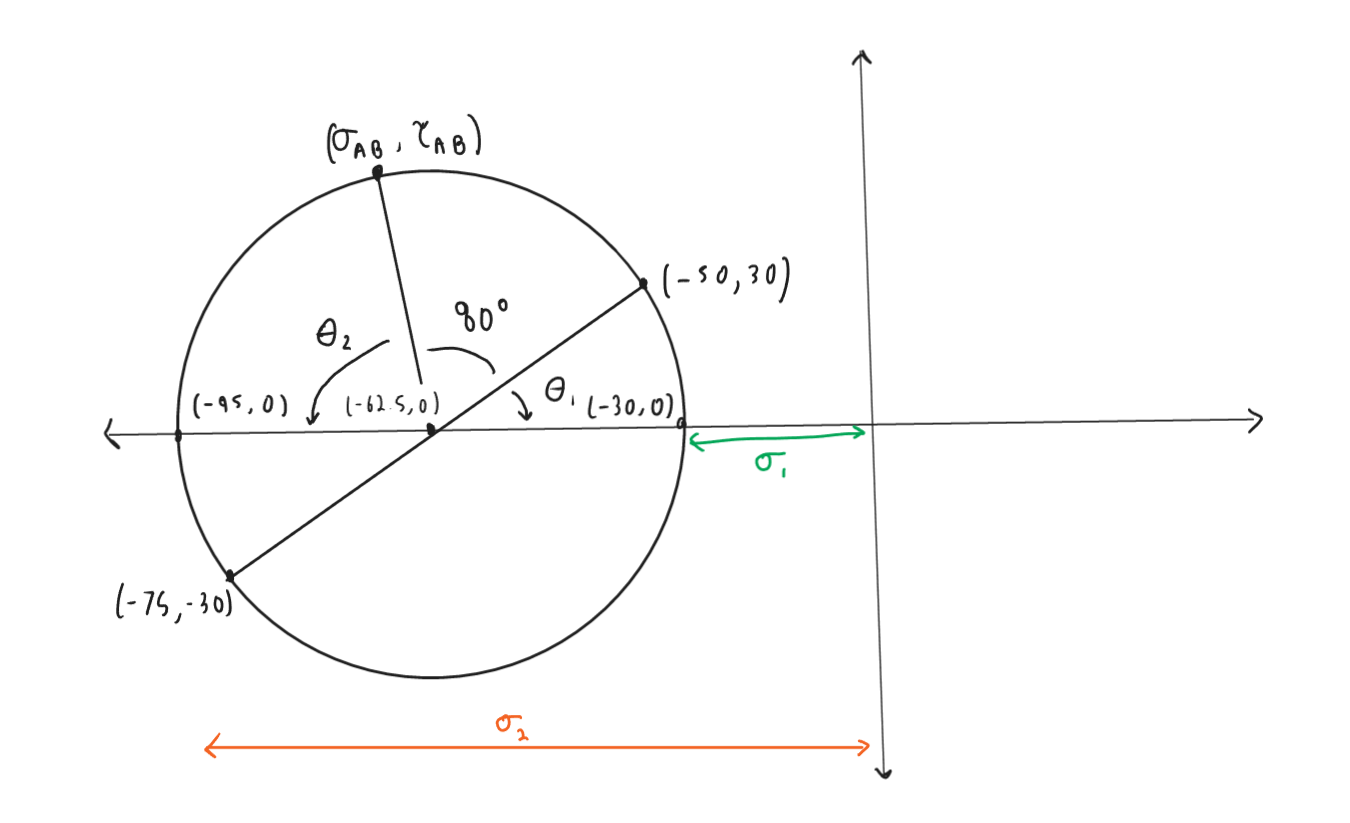 (σAB, τAB)
(-50,30)
80°
θ2
θ1
(-95,0)
(-62.5,0)
(-30,0)
σ1
(-75,-30)
σ2